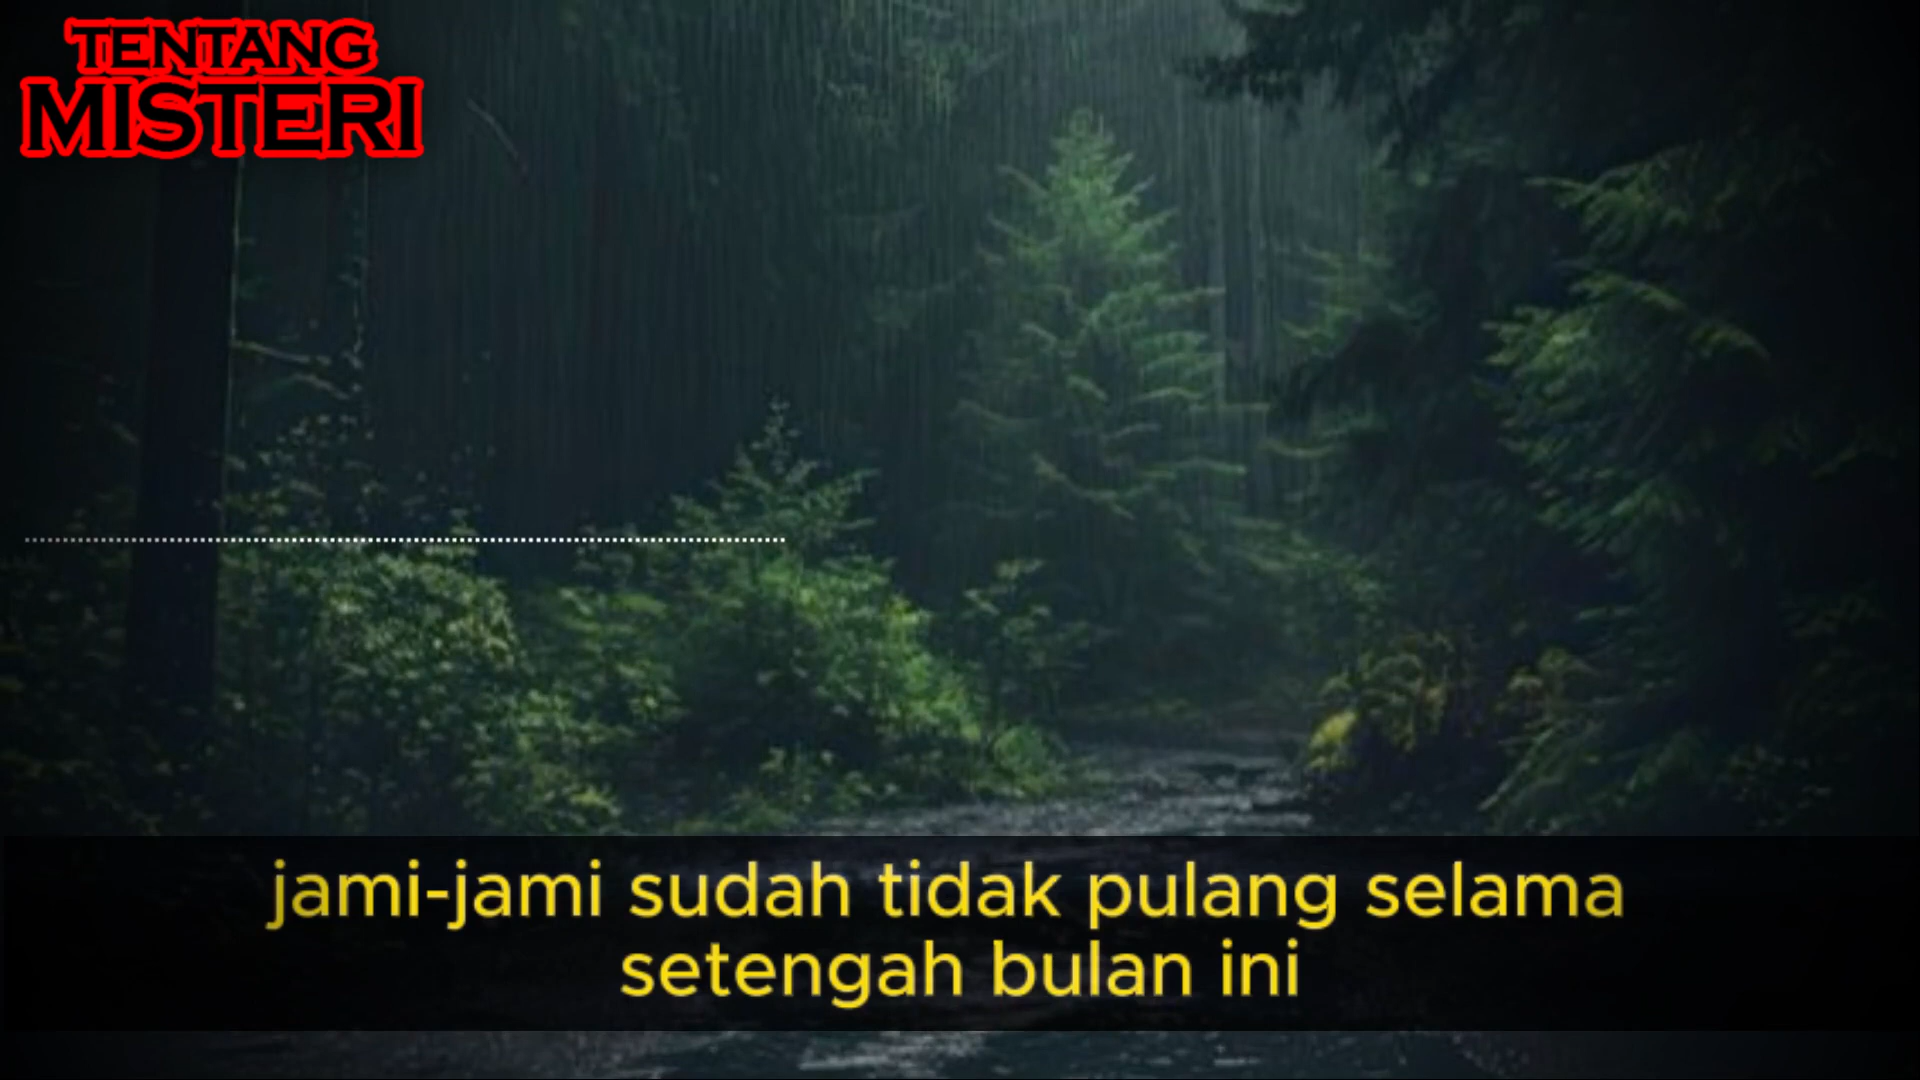 TENTANG
MISTERI
jami-jami sudah tidak pulang selama
setengah bulan ini